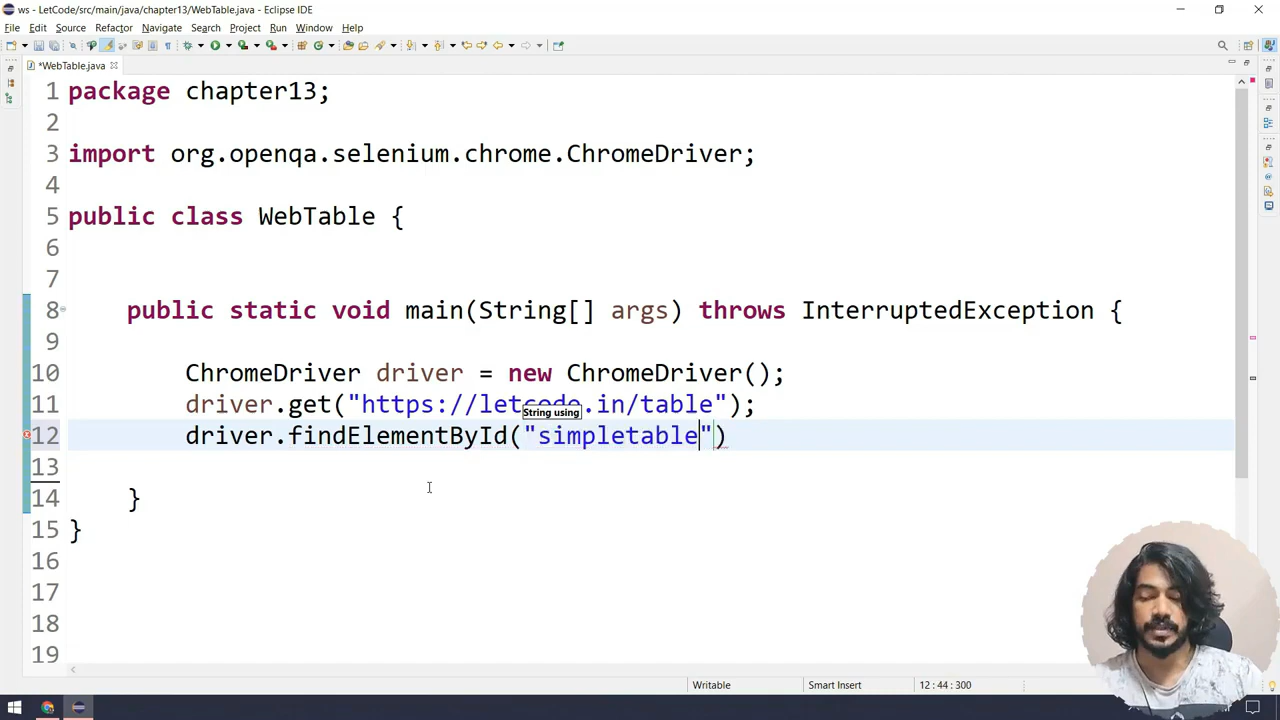 ws - LetCode/src/main/java/chapter13/WebTable.java - Eclipse IDE
File Edit Source Refactor Navigate Search Project Run Window Help
*WebTable.java
1 package chapter13;
2
3 import org.openqa.selenium.chrome.ChromeDriver;
4
5 public class WebTable {
6
7
8 public static void main(String[] args) throws InterruptedException {
9
10 ChromeDriver driver = new ChromeDriver();
11 driver.get("https://letcode.in/table");
String using
12 driver.findElementById("simpletable")
13
14 }
15 }
16
17
18
19
Writable Smart Insert 12 : 44 : 300